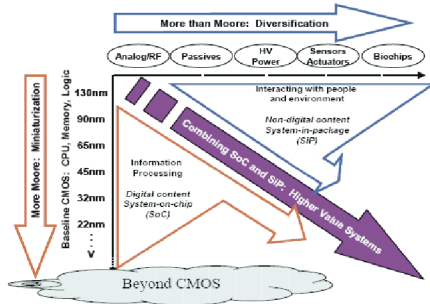 More than Moore: Diversification
Analog/RF
Passives
HV
Power
Sensors
Actuators
Biochips
More Moore: Miniaturization
Baseline CMOS: CPU, Memory, Logic
130nm
90nm
65nm
45nm
32nm
22nm
V
Interacting with people
and environment
Non-digital content
System-in-package
(SiP)
Combining SoC and SiP: Higher Value Systems
Information
Processing
Digital content
System-on-chip
(SoC)
Beyond CMOS